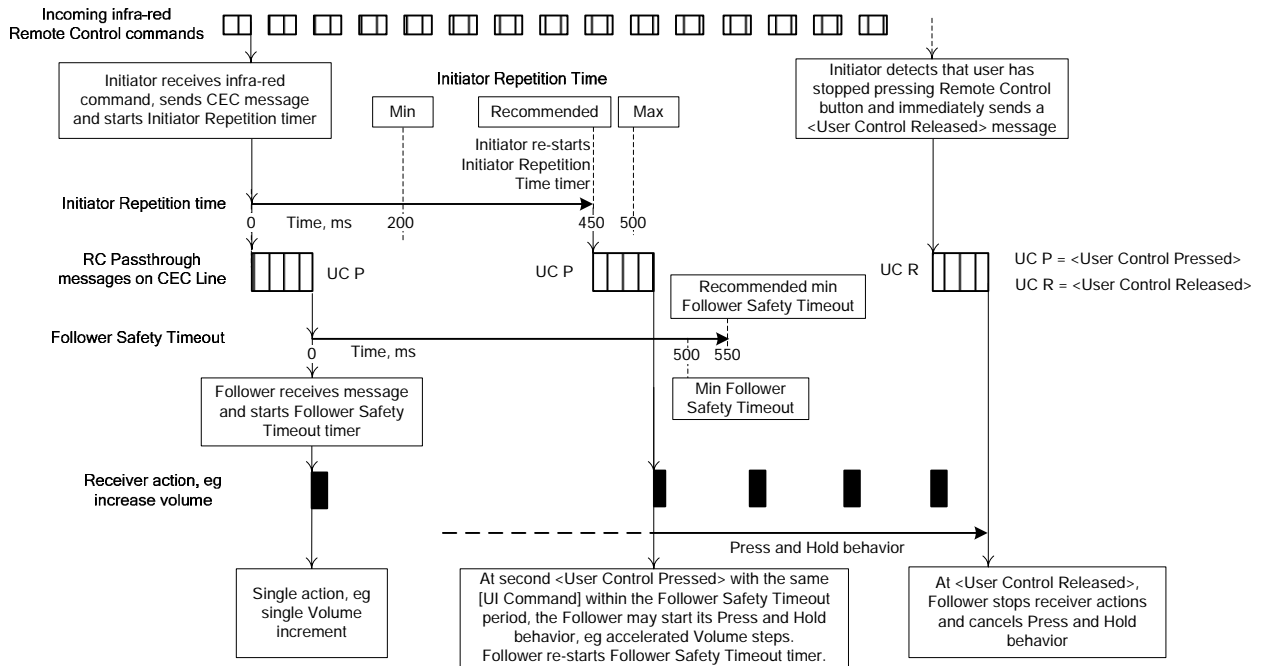 Incoming infra-red
Remote Control commands
Initiator receives infra-red
command, sends CEC message
and starts Initiator Repetition timer
Initiator Repetition Time
Min
Recommended
Max
Initiator re-starts
Initiator Repetition
Time timer
Initiator detects that user has
stopped pressing Remote Control
button and immediately sends a
<User Control Released> message
Initiator Repetition time
0
Time, ms
200
450
500
RC Passthrough
messages on CEC Line
UC P
UC P
UC R
UC P = <User Control Pressed>
UC R = <User Control Released>
Recommended min
Follower Safety Timeout
Follower Safety Timeout
0
Time, ms
500
550
Min Follower
Safety Timeout
Follower receives message
and starts Follower Safety
Timeout timer
Receiver action, eg
increase volume
Press and Hold behavior
Single action, eg
single Volume
increment
At second <User Control Pressed> with the same
[UI Command] within the Follower Safety Timeout
period, the Follower may start its Press and Hold
behavior, eg accelerated Volume steps.
Follower re-starts Follower Safety Timeout timer.
At <User Control Released>,
Follower stops receiver actions
and cancels Press and Hold
behavior